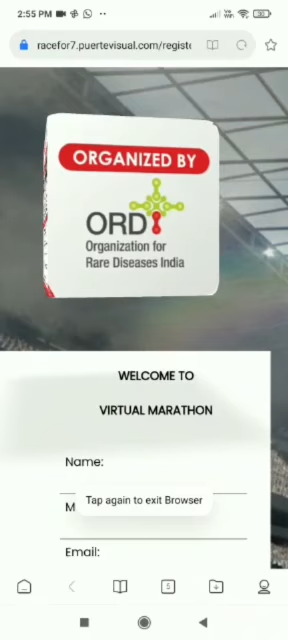 2:55 PM
racefor7.puertevisual.com/registe
ORGANIZED BY
ORDI
Organization for
Rare Diseases India
WELCOME TO
VIRTUAL MARATHON
Name:
M
Tap again to exit Browser
Email:
5